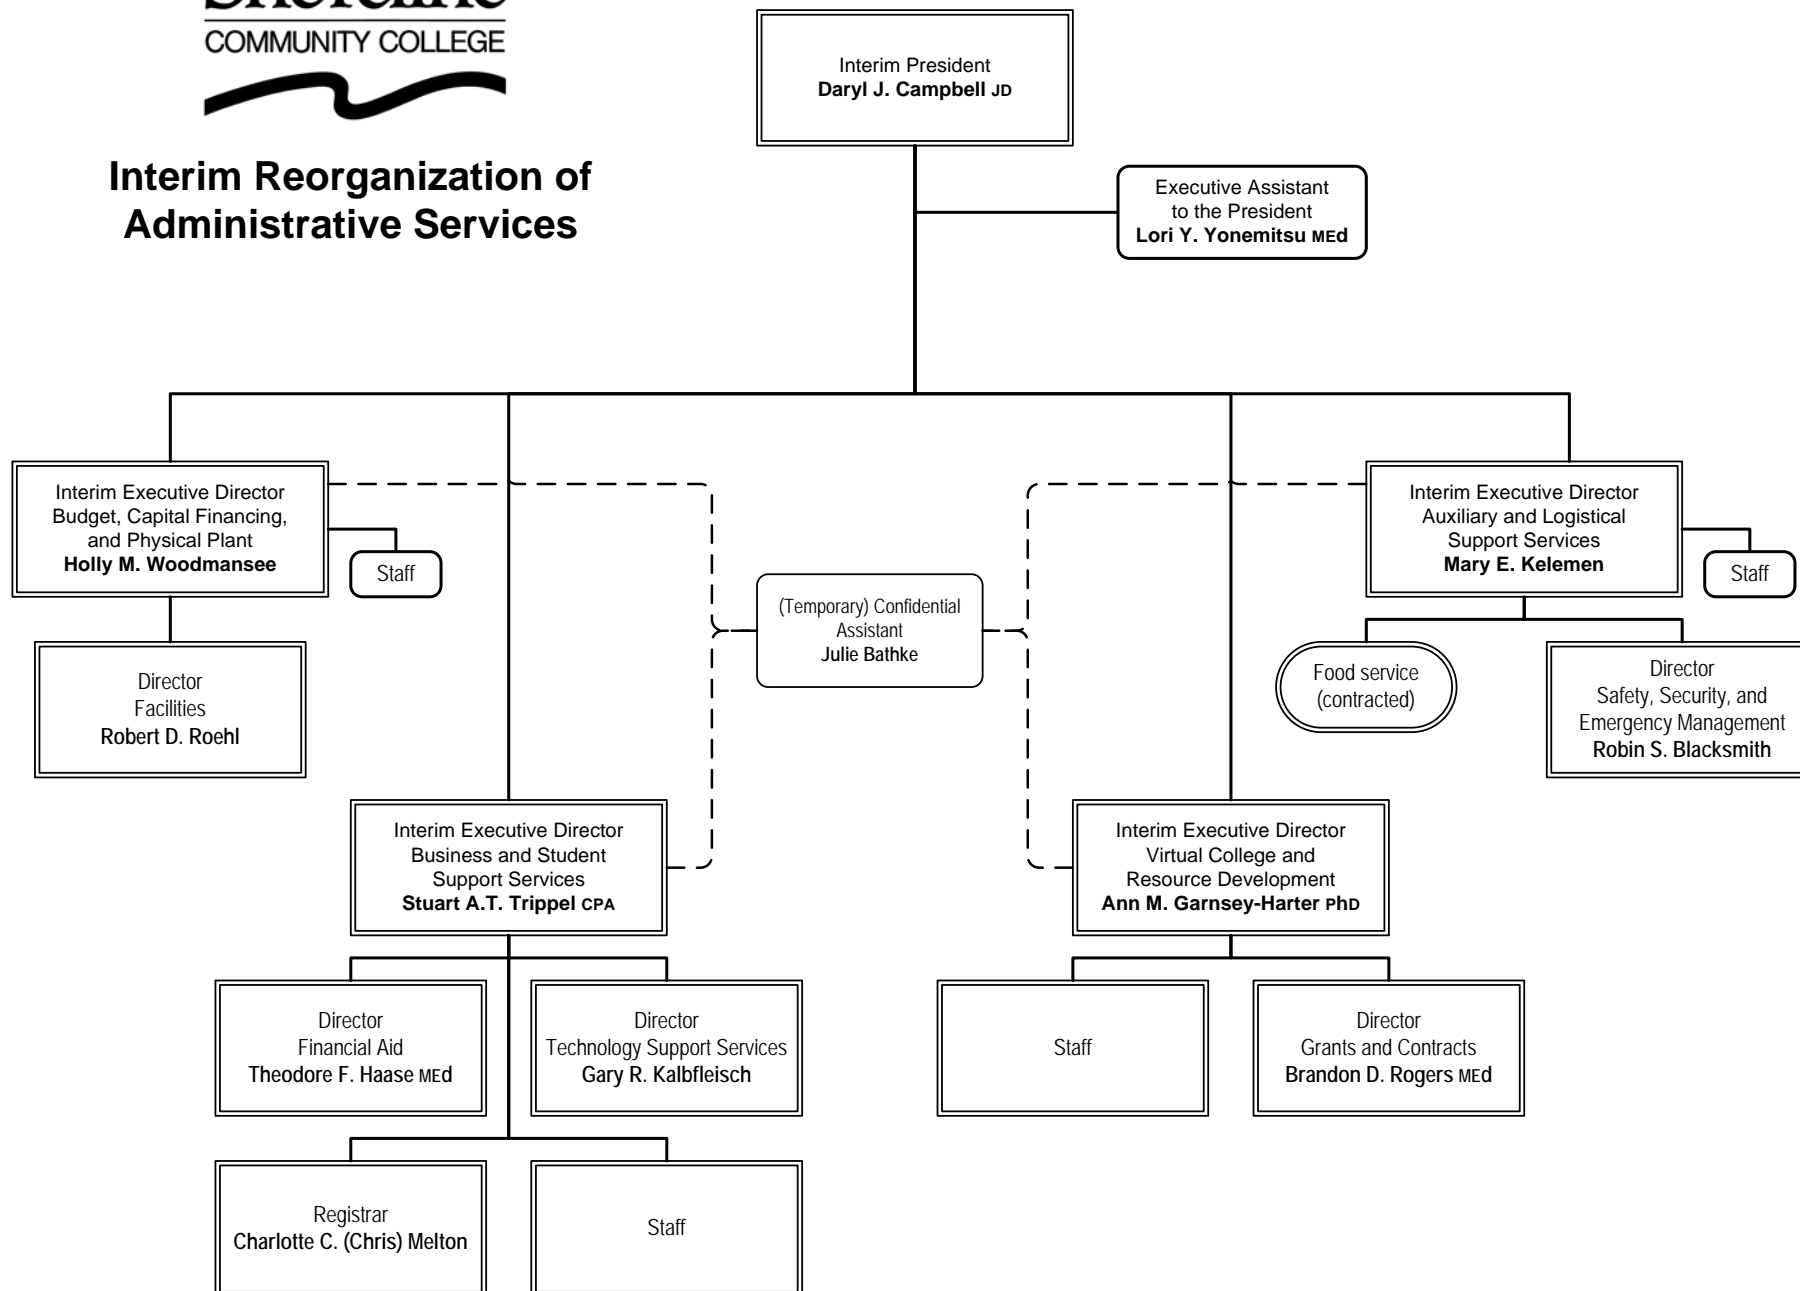 Shoreline
COMMUNITY COLLEGE
Interim Reorganization of
Administrative Services
Interim President
Daryl J. Campbell JD
Executive Assistant
to the President
Lori Y. Yonemitsu MEd
Interim Executive Director
Budget, Capital Financing,
and Physical Plant
Holly M. Woodmansee
Staff
Director
Facilities
Robert D. Roehl
(Temporary) Confidential
Assistant
Julie Bathke
Interim Executive Director
Auxiliary and Logistical
Support Services
Mary E. Kelemen
Staff
Food service
(contracted)
Director
Safety, Security, and
Emergency Management
Robin S. Blacksmith
Interim Executive Director
Business and Student
Support Services
Stuart A.T. Trippel CPA
Interim Executive Director
Virtual College and
Resource Development
Ann M. Garnsey-Harter PhD
Director
Financial Aid
Theodore F. Haase MEd
Director
Technology Support Services
Gary R. Kalbfleisch
Staff
Director
Grants and Contracts
Brandon D. Rogers MEd
Registrar
Charlotte C. (Chris) Melton
Staff